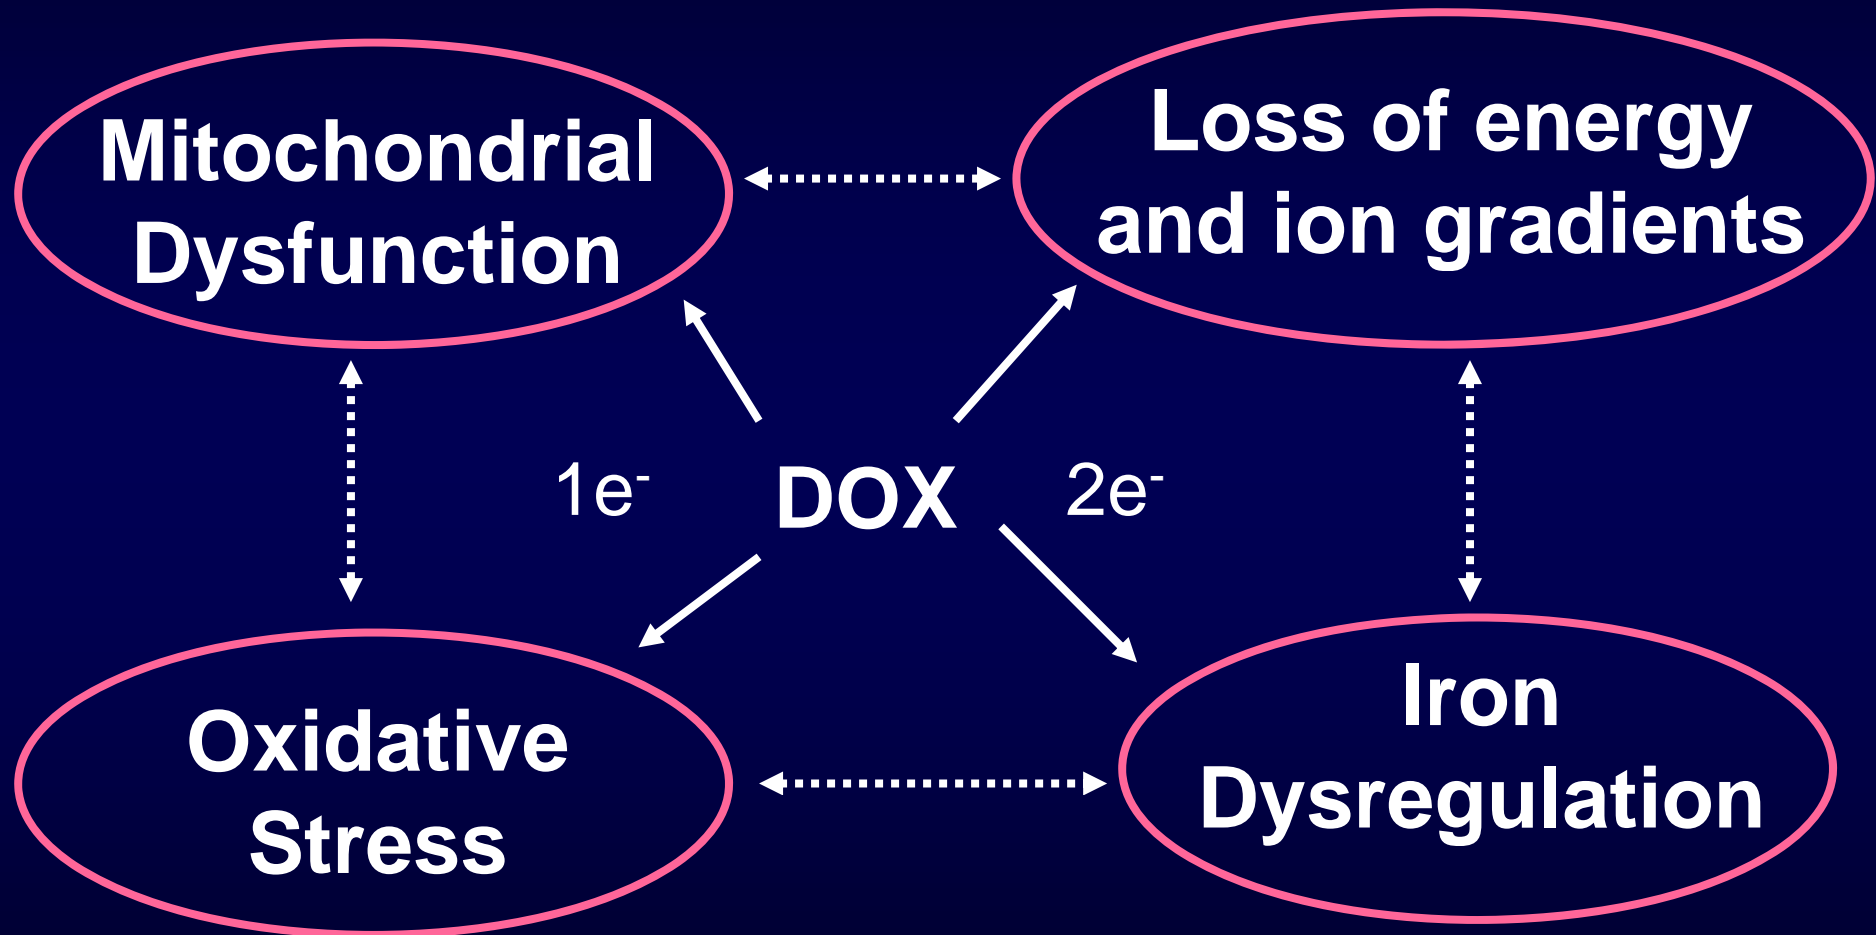 Mitochondrial
Dysfunction
Loss of energy
and ion gradients
1e⁻
DOX
2e⁻
Oxidative
Stress
Iron
Dysregulation